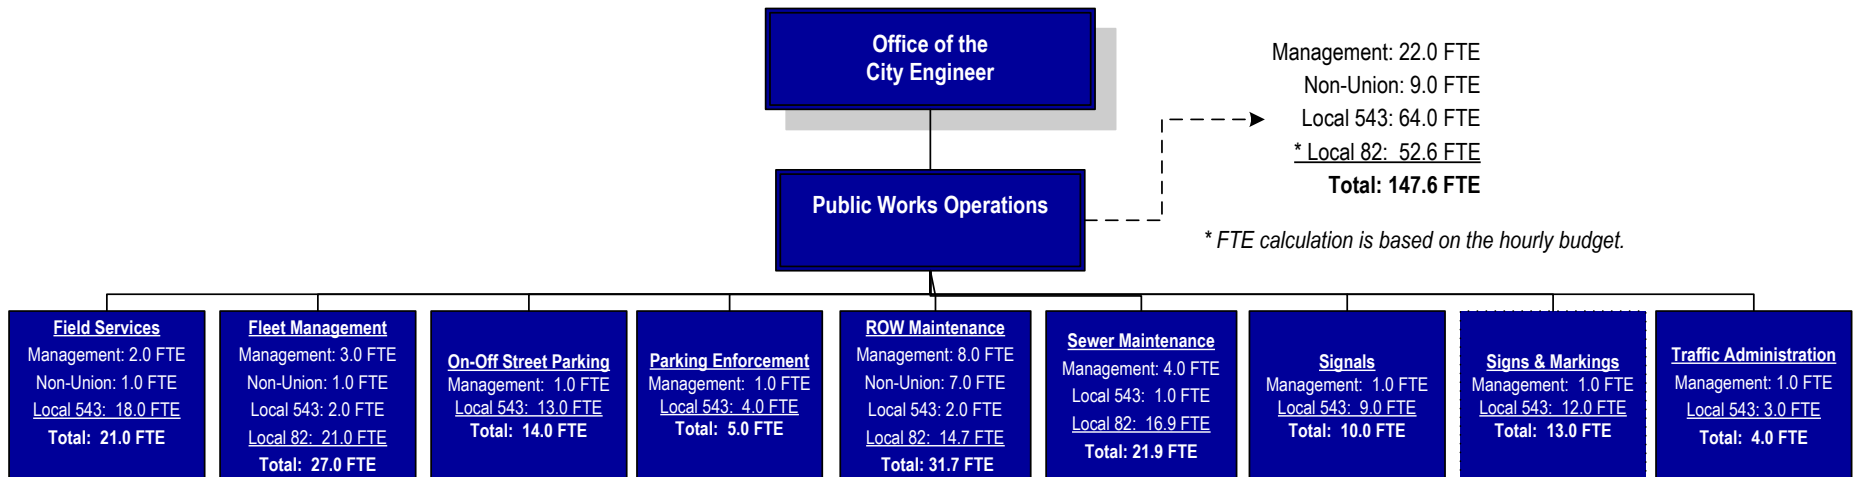 Office of the
City Engineer
Management: 22.0 FTE
Non-Union: 9.0 FTE
Local 543: 64.0 FTE
* Local 82: 52.6 FTE
Total: 147.6 FTE
Public Works Operations
* FTE calculation is based on the hourly budget.
Field Services
Management: 2.0 FTE
Non-Union: 1.0 FTE
Local 543: 18.0 FTE
Total: 21.0 FTE
Fleet Management
Management: 3.0 FTE
Non-Union: 1.0 FTE
Local 543: 2.0 FTE
Local 82: 21.0 FTE
Total: 27.0 FTE
On-Off Street Parking
Management: 1.0 FTE
Local 543: 13.0 FTE
Total: 14.0 FTE
Parking Enforcement
Management: 1.0 FTE
Local 543: 4.0 FTE
Total: 5.0 FTE
ROW Maintenance
Management: 8.0 FTE
Non-Union: 7.0 FTE
Local 543: 2.0 FTE
Local 82: 14.7 FTE
Total: 31.7 FTE
Sewer Maintenance
Management: 4.0 FTE
Local 543: 1.0 FTE
Local 82: 16.9 FTE
Total: 21.9 FTE
Signals
Management: 1.0 FTE
Local 543: 9.0 FTE
Total: 10.0 FTE
Signs & Markings
Management: 1.0 FTE
Local 543: 12.0 FTE
Total: 13.0 FTE
Traffic Administration
Management: 1.0 FTE
Local 543: 3.0 FTE
Total: 4.0 FTE